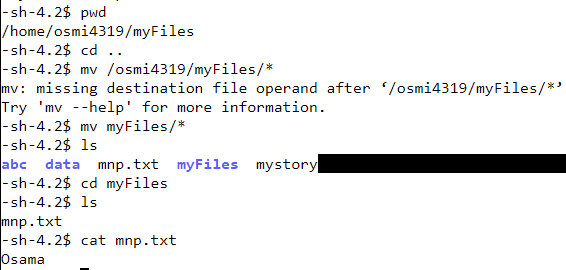 -sh-4.2$ pwd
/home/osmi4319/myFiles
-sh-4.2$ cd ..
-sh-4.2$ mv /osmi4319/myFiles/*
mv: missing destination file operand after ‘/osmi4319/myFiles/*’
Try 'mv --help' for more information.
-sh-4.2$ mv myFiles/*
-sh-4.2$ ls
abc  data  mnp.txt  myFiles  mystory
-sh-4.2$ cd myFiles
-sh-4.2$ ls
mnp.txt
-sh-4.2$ cat mnp.txt
Osama